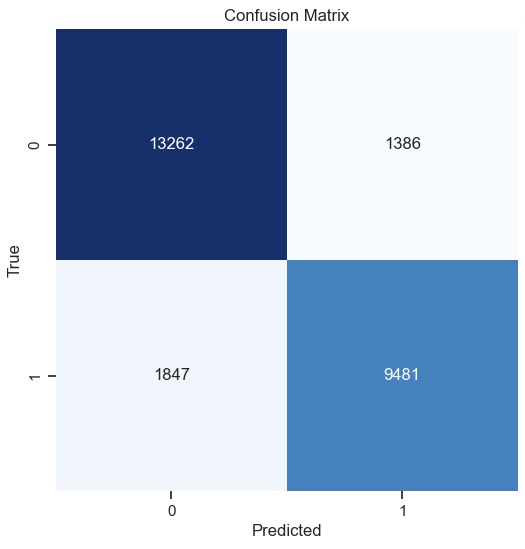 Confusion Matrix
True
0
13262
1386
1
1847
9481
0
1
Predicted